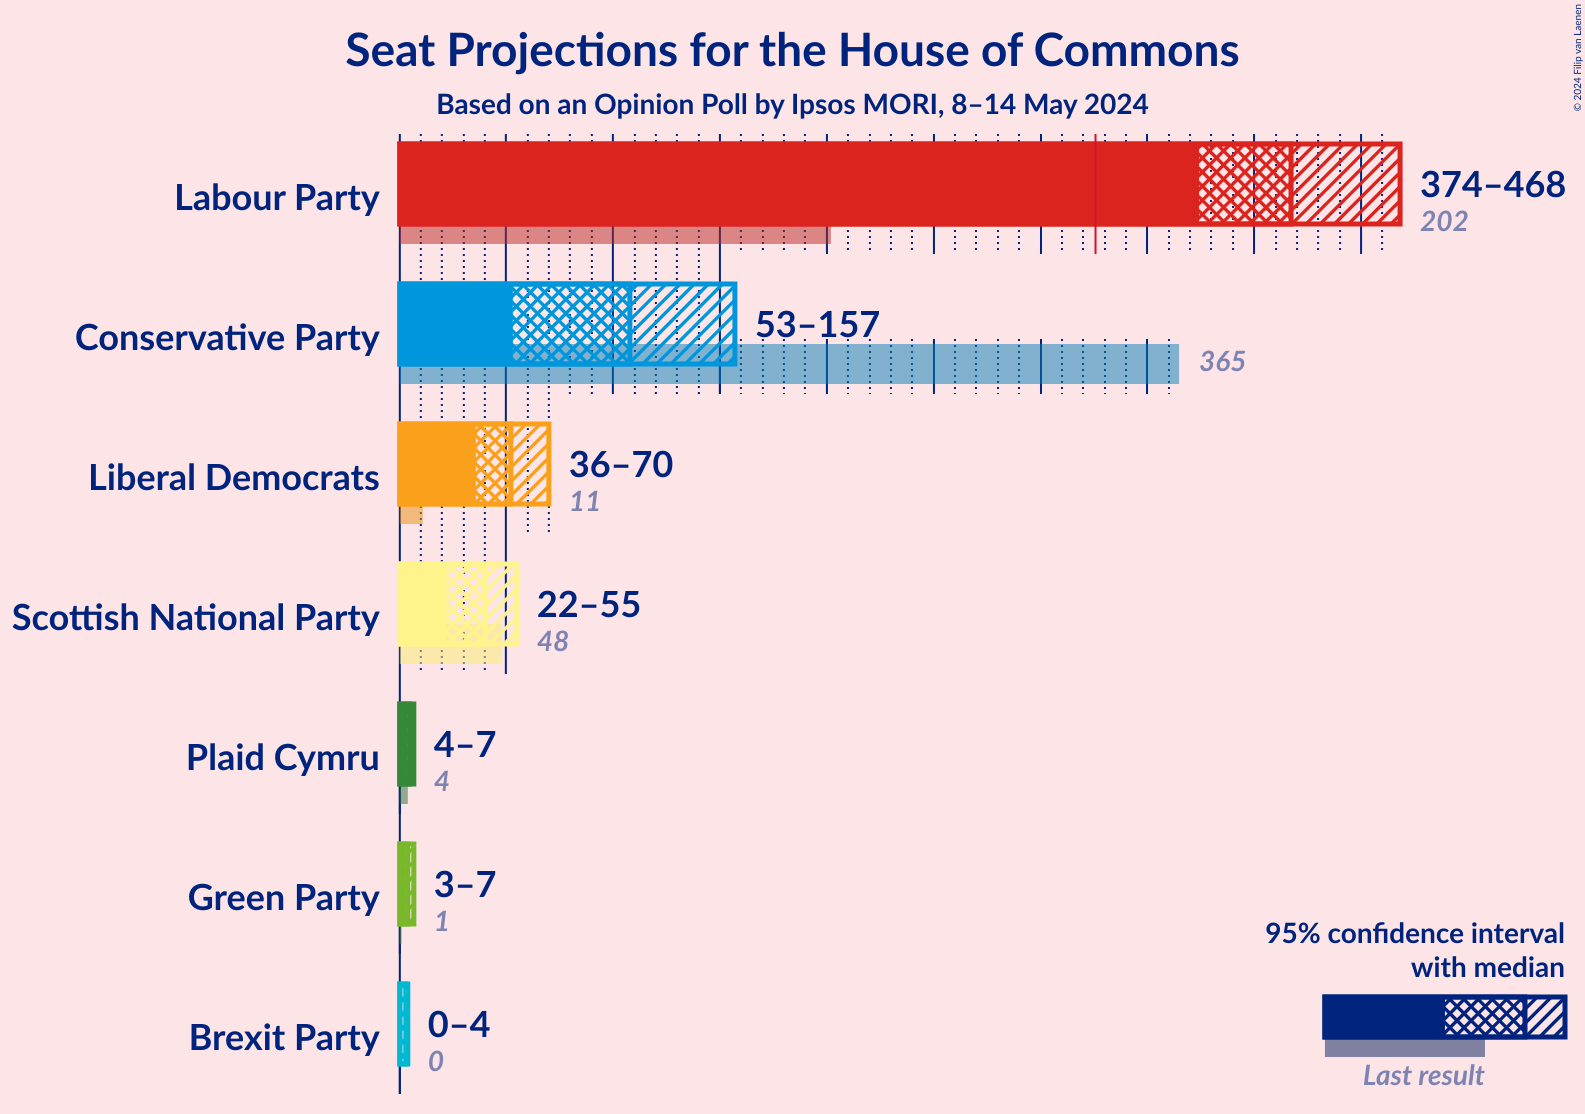 Seat Projections for the House of Commons
Based on an Opinion Poll by Ipsos MORI, 8–14 May 2024
© 2024 Filip van Laenen
Labour Party
374–468
202
Conservative Party
53–157
365
Liberal Democrats
36–70
11
Scottish National Party
22–55
48
Plaid Cymru
4–7
4
Green Party
3–7
1
Brexit Party
0–4
0
95% confidence interval
with median
Last result